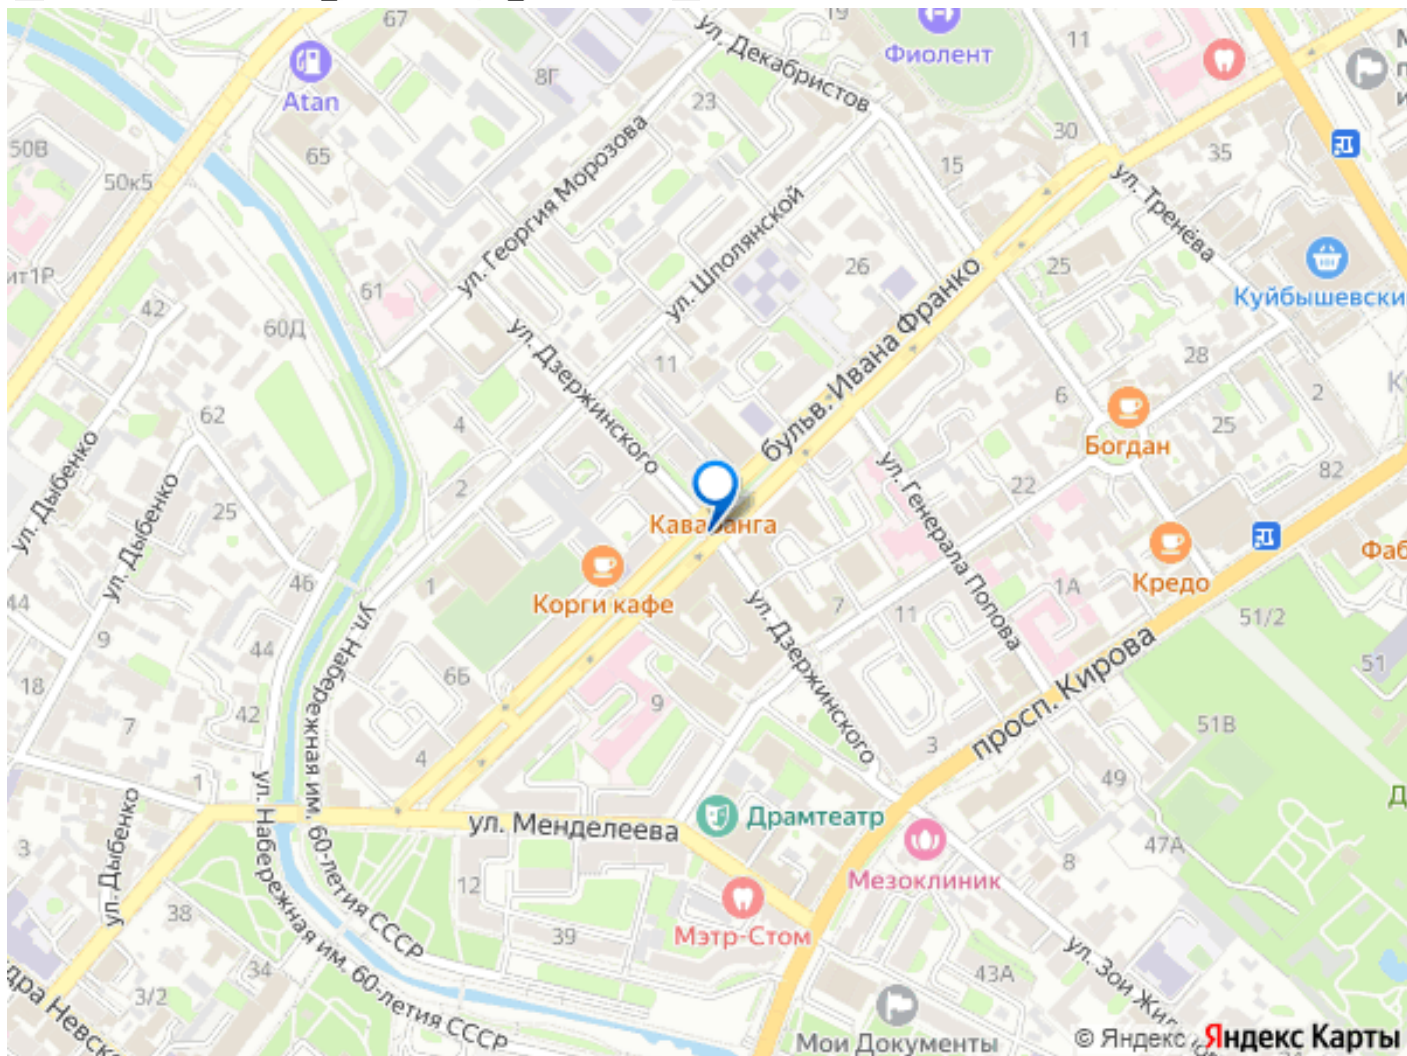 67
19
11
Фиолент
ул. Декабристов
8Г
Atan
23
30
50В
65
15
35
50к5
ул. Георгия Морозова
ул. Тренёва
ул. Шполянской
26
25
ит1Р
61
42
60Д
Куйбышевски
бульв. Ивана Франко
ул. Дзержинского
11
28
2
6
62
4
25
Богдан
ул. Дыбенко
82
2
22
ул. Дыбенко
25
ул. Генерала Попова
Каваранга
Фаб
46
1
Корги кафе
Кредо
1А
44
7
11
51/2
9
44
ул. Дзержинского
51
18
6Б
просп. Кирова
42
9
7
51В
3
4
49
1
ул. Набережная им. 60-летия СССР
Драмтеатр
ул. Менделеева
3
ул. Дыбенко
47А
8
Мезоклиник
12
38
Мэтр-Стом
39
ул. Набережная им. 60-летия СССР
34
43А
3/2
дра Невск
Мои Документы
© Яндекс
Яндекс Карты